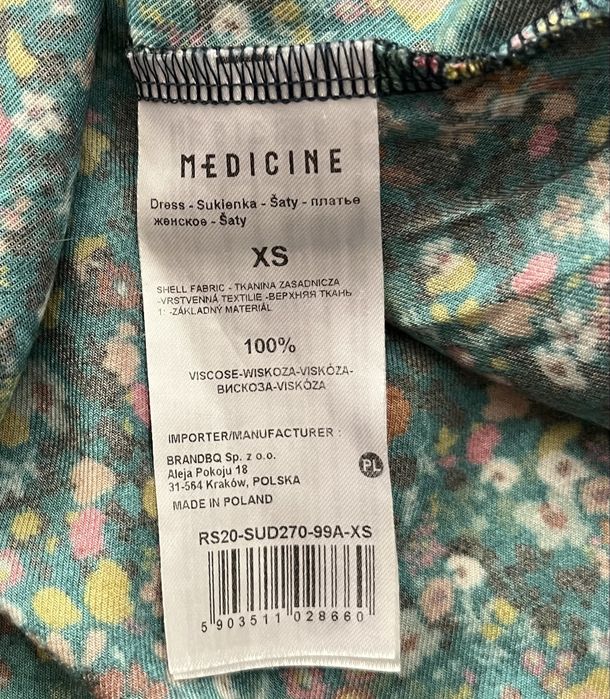 MEDICINE
Dress - Sukienka - Šaty - платье
женское - Šaty
XS
SHELL FABRIC - TKANINA ZASADNICZA
-VRSTVENNÁ TEXTILIE -ВЕРХНЯЯ ТКАНЬ
1: -ZÁKLADNÝ MATERIÁL
100%
VISCOSE-WISKOZA-VISKÓZA-
ВИСКОЗА-VISKÓZA
IMPORTER/MANUFACTURER :
BRANDBQ Sp. z o.o.
Aleja Pokoju 18
31-564 Kraków, POLSKA
PL
MADE IN POLAND
RS20-SUD270-99A-XS
5 903511 028660